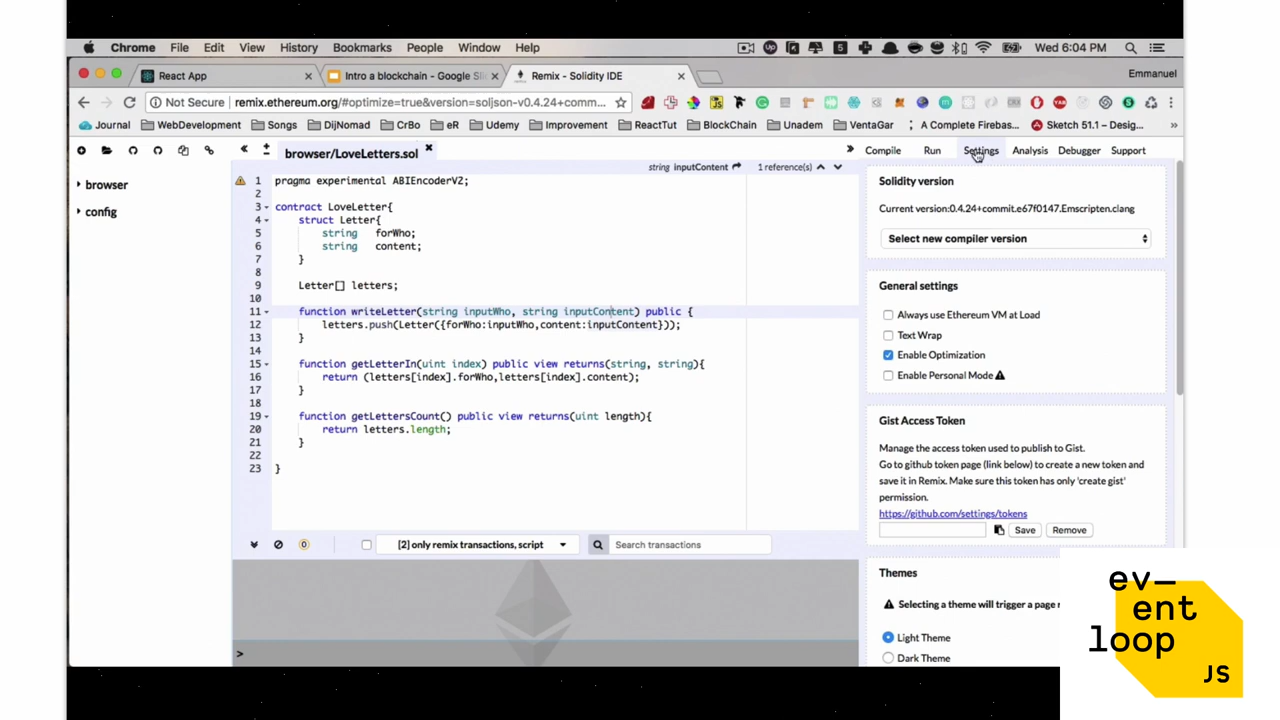 Chrome File Edit View History Bookmarks People Window Help Wed 6:04 PM
React App Intro a blockchain - Google Sli Remix - Solidity IDE Emmanuel
Not Secure remix.ethereum.org/#optimize=true&version=soljson-v0.4.24+comm...
Journal WebDevelopment Songs DijNomad CrBo eR Udemy Improvement ReactTut BlockChain Unadem VentaGar A Complete Firebas... Sketch 51.1 – Desig... »
browser/LoveLetters.sol
browser
config
string inputContent 1 reference(s)
1 pragma experimental ABIEncoderV2;
2
3 contract LoveLetter{
4 struct Letter{
5 string forWho;
6 string content;
7 }
8
9 Letter[] letters;
10
11 function writeLetter(string inputWho, string inputContent) public {
12 letters.push(Letter({forWho:inputWho,content:inputContent}));
13 }
14
15 function getLetterIn(uint index) public view returns(string, string){
16 return (letters[index].forWho,letters[index].content);
17 }
18
19 function getLettersCount() public view returns(uint length){
20 return letters.length;
21 }
22
23 }
0 [2] only remix transactions, script Search transactions
>
Compile Run Settings Analysis Debugger Support
Solidity version
Current version:0.4.24+commit.e67f0147.Emscripten.clang
Select new compiler version
General settings
Always use Ethereum VM at Load
Text Wrap
Enable Optimization
Enable Personal Mode
Gist Access Token
Manage the access token used to publish to Gist.
Go to github token page (link below) to create a new token and
save it in Remix. Make sure this token has only 'create gist'
permission.
https://github.com/settings/tokens
Save Remove
Themes
Selecting a theme will trigger a page r
Light Theme
Dark Theme
ev—
ent
loop
JS